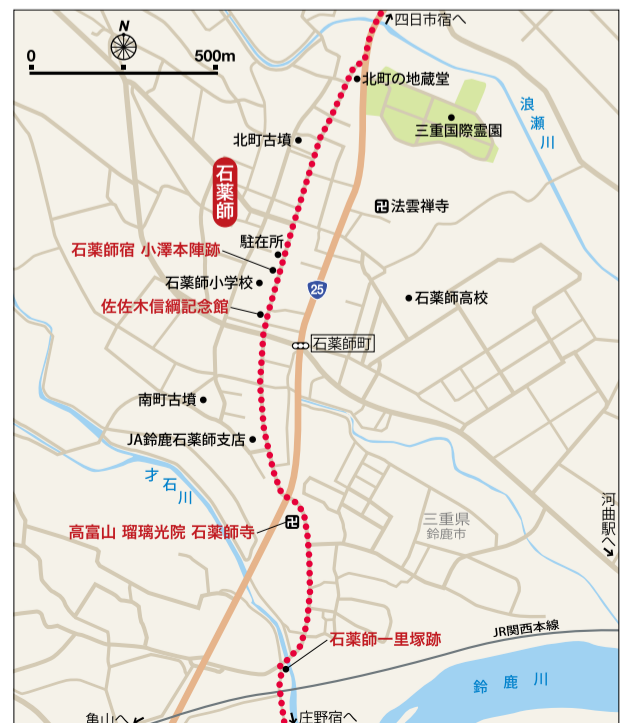 四日市宿へ
N
0 500m
北町の地蔵堂
浪瀬川
三重国際霊園
北町古墳
石薬師
法雲禅寺
駐在所
石薬師宿 小澤本陣跡
石薬師小学校
25
石薬師高校
佐佐木信綱記念館
石薬師町
南町古墳
JA鈴鹿石薬師支店
才石川
河曲駅へ
三重県
鈴鹿市
高富山 瑠璃光院 石薬師寺
JR関西本線
石薬師一里塚跡
鈴鹿川
亀山へ
庄野宿へ